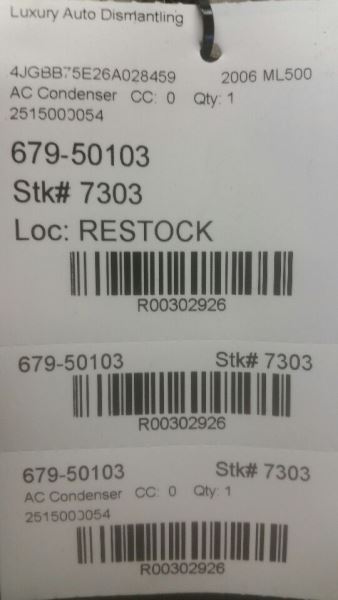 Luxury Auto Dismantling
4JGBB75E26A028459 2006 ML500
AC Condenser CC: 0 Qty: 1
2515000054
679-50103
Stk# 7303
Loc: RESTOCK
R00302926
679-50103 Stk# 7303
R00302926
679-50103 Stk# 7303
AC Condenser CC: 0 Qty: 1
2515000054
R00302926